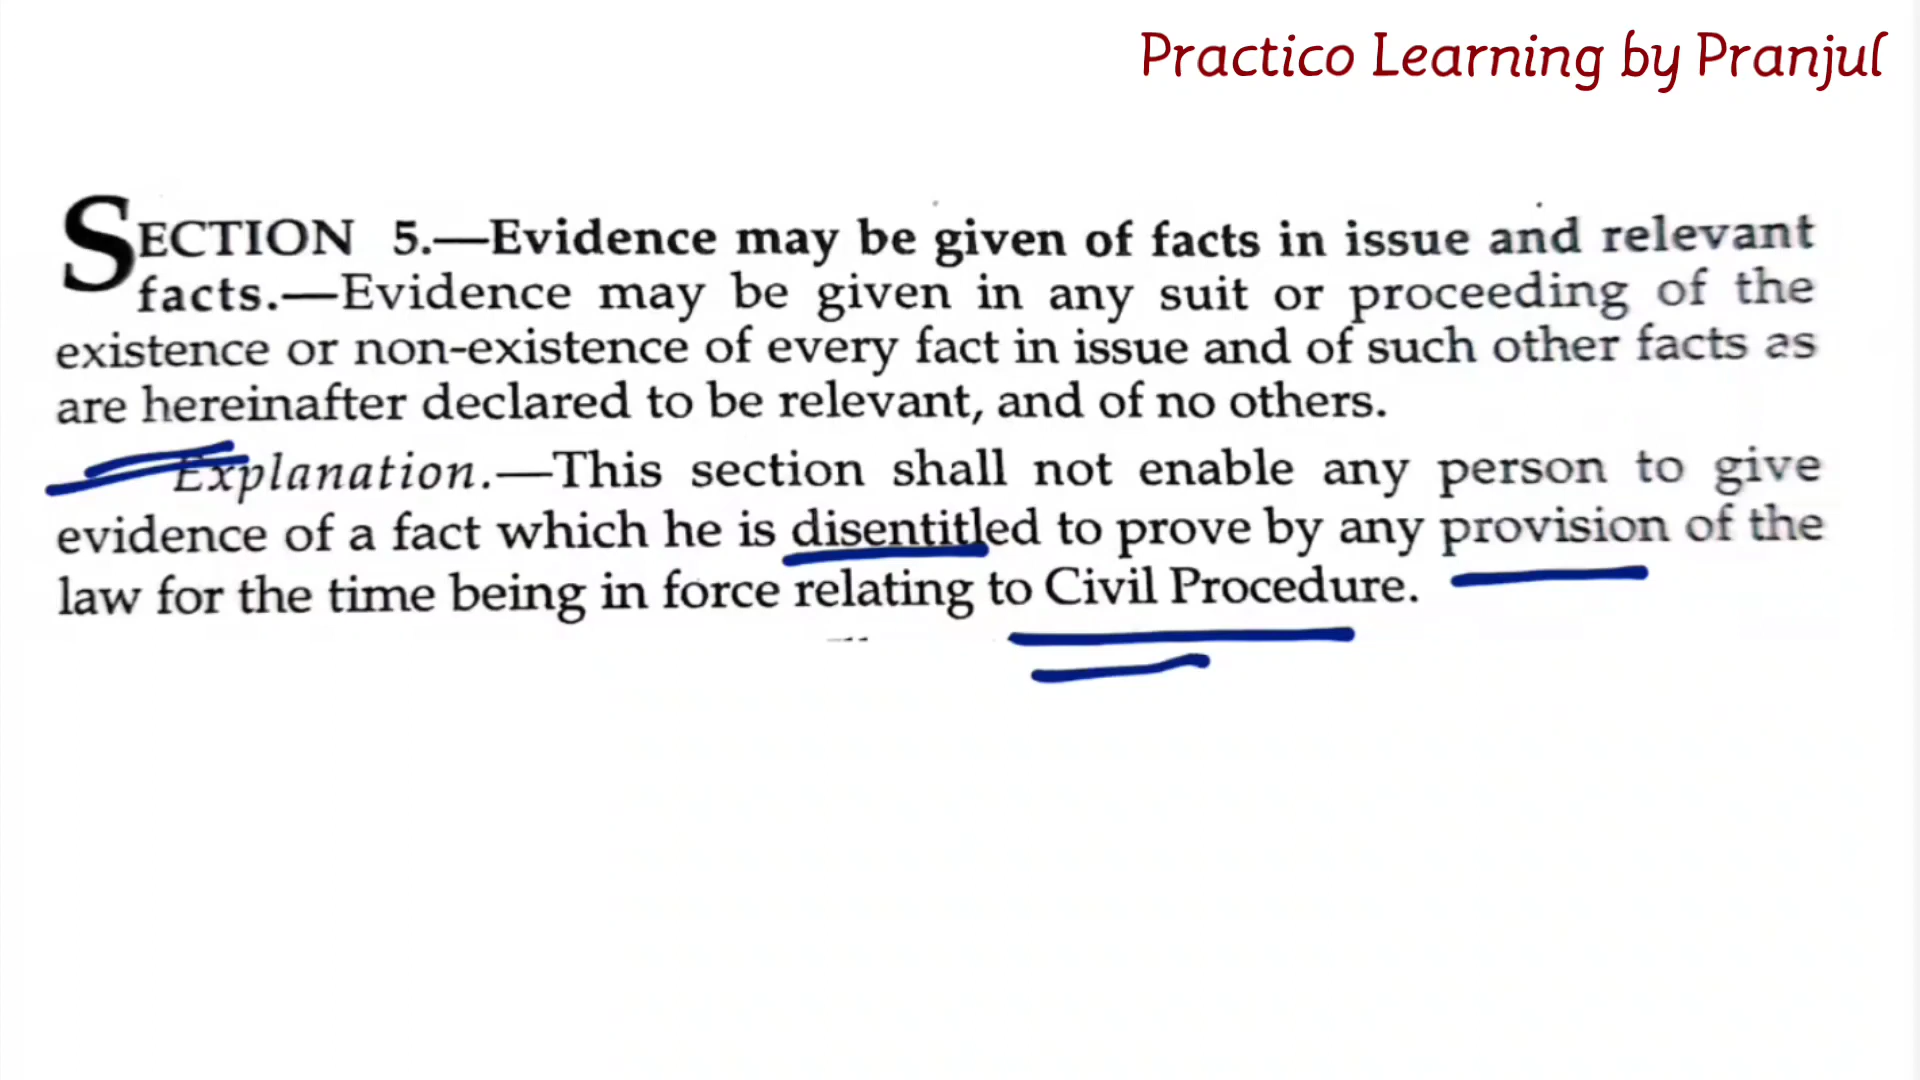 Practico Learning by Pranjul
SECTION 5.—Evidence may be given of facts in issue and relevant
facts.—Evidence may be given in any suit or proceeding of the
existence or non-existence of every fact in issue and of such other facts as
are hereinafter declared to be relevant, and of no others.
Explanation.—This section shall not enable any person to give
evidence of a fact which he is disentitled to prove by any provision of the
law for the time being in force relating to Civil Procedure.